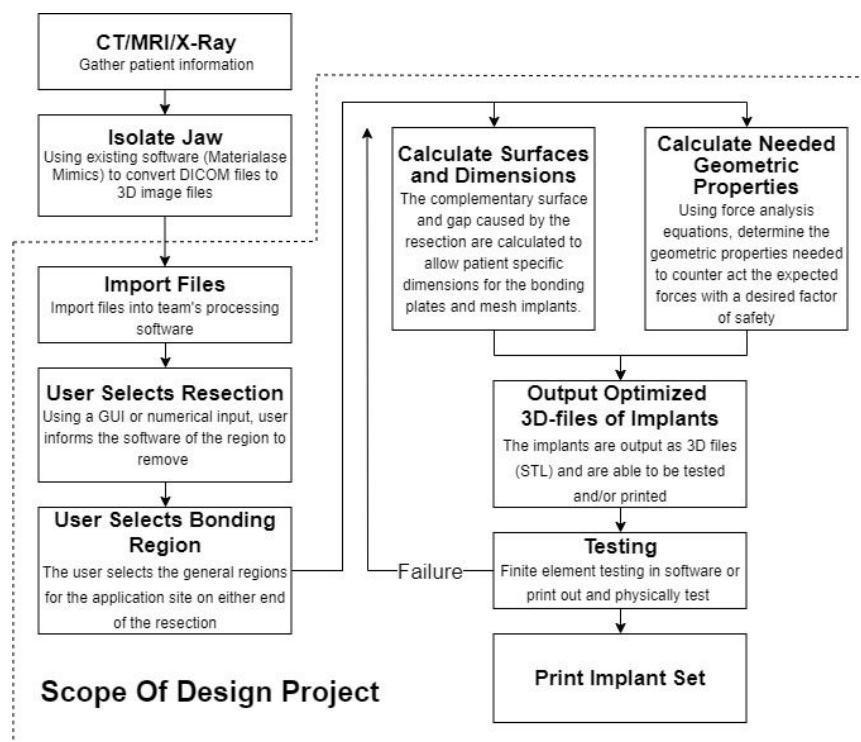 CT/MRI/X-Ray
Gather patient information
Isolate Jaw
Using existing software (Materialase
Mimics) to convert DICOM files to
3D image files
Import Files
Import files into team's processing
software
User Selects Resection
Using a GUI or numerical input, user
informs the software of the region to
remove
User Selects Bonding
Region
The user selects the general regions
for the application site on either end
of the resection
Calculate Surfaces
and Dimensions
The complementary surface
and gap caused by the
resection are calculated to
allow patient specific
dimensions for the bonding
plates and mesh implants.
Calculate Needed
Geometric
Properties
Using force analysis
equations, determine the
geometric properties needed
to counter act the expected
forces with a desired factor
of safety
Output Optimized
3D-files of Implants
The implants are output as 3D files
(STL) and are able to be tested
and/or printed
Failure
Testing
Finite element testing in software or
print out and physically test
Print Implant Set
Scope Of Design Project